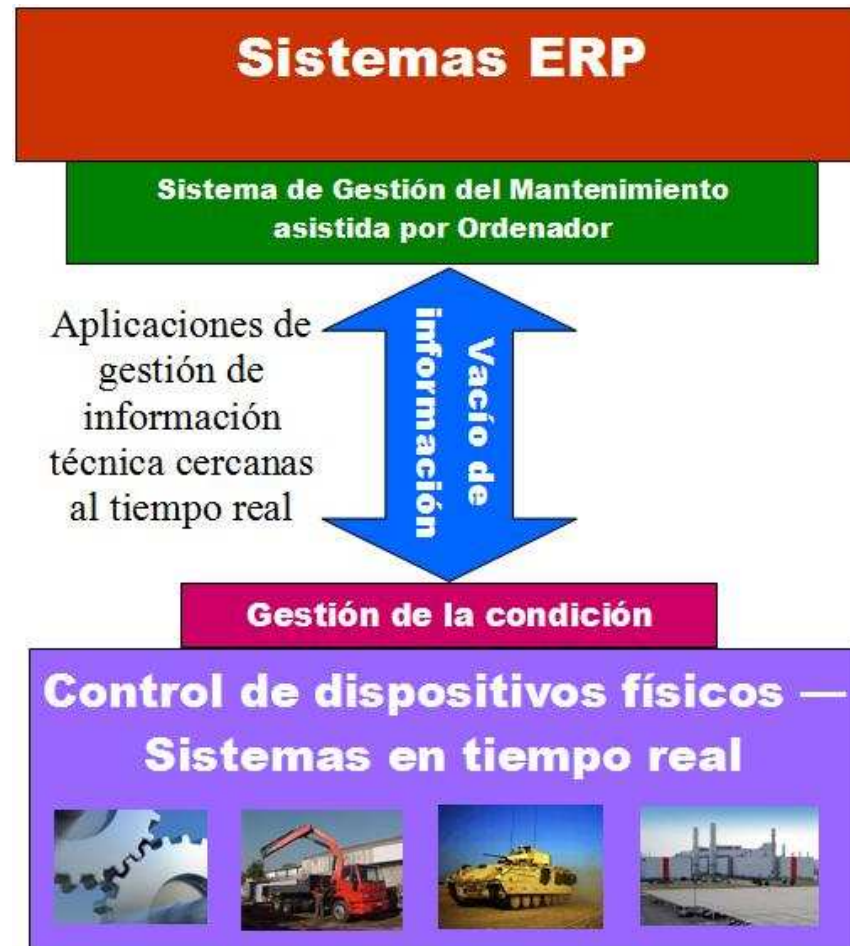 Sistemas ERP
Sistema de Gestión del Mantenimiento
asistida por Ordenador
Aplicaciones de
gestión de
información
técnica cercanas
al tiempo real
Vacío de
información
Gestión de la condición
Control de dispositivos físicos —
Sistemas en tiempo real